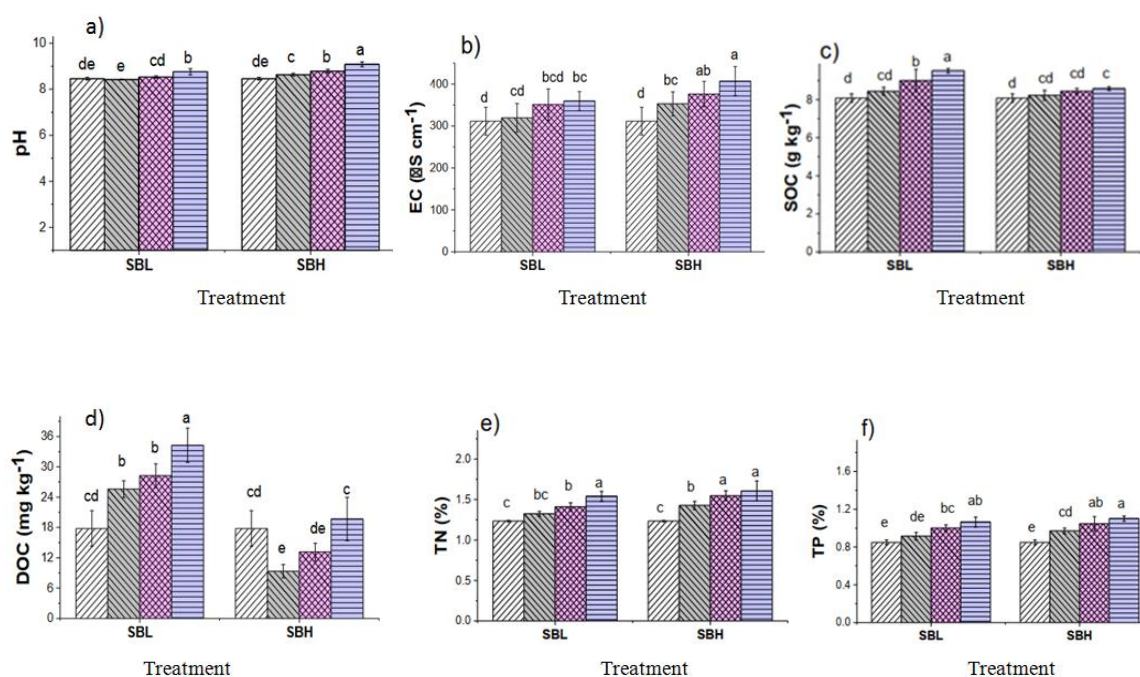 a)
10
8
6
4
2
pH
de e cd b de c cd b a
SBL SBH
Treatment
b)
400
300
200
100
0
EC (�S cm⁻¹)
d cd bcd bc d bc ab a
SBL SBH
Treatment
c)
8
6
4
2
0
SOC (g kg⁻¹)
d cd b a d cd cd c
SBL SBH
Treatment
d)
36
30
24
18
12
6
0
DOC (mg kg⁻¹)
cd b b a cd e de c
SBL SBH
Treatment
e)
2.0
1.5
1.0
0.5
0.0
TN (%)
c bc b a c b a a
SBL SBH
Treatment
f)
1.6
1.2
0.8
0.4
0.0
TP (%)
e de bc ab e cd ab a
SBL SBH
Treatment